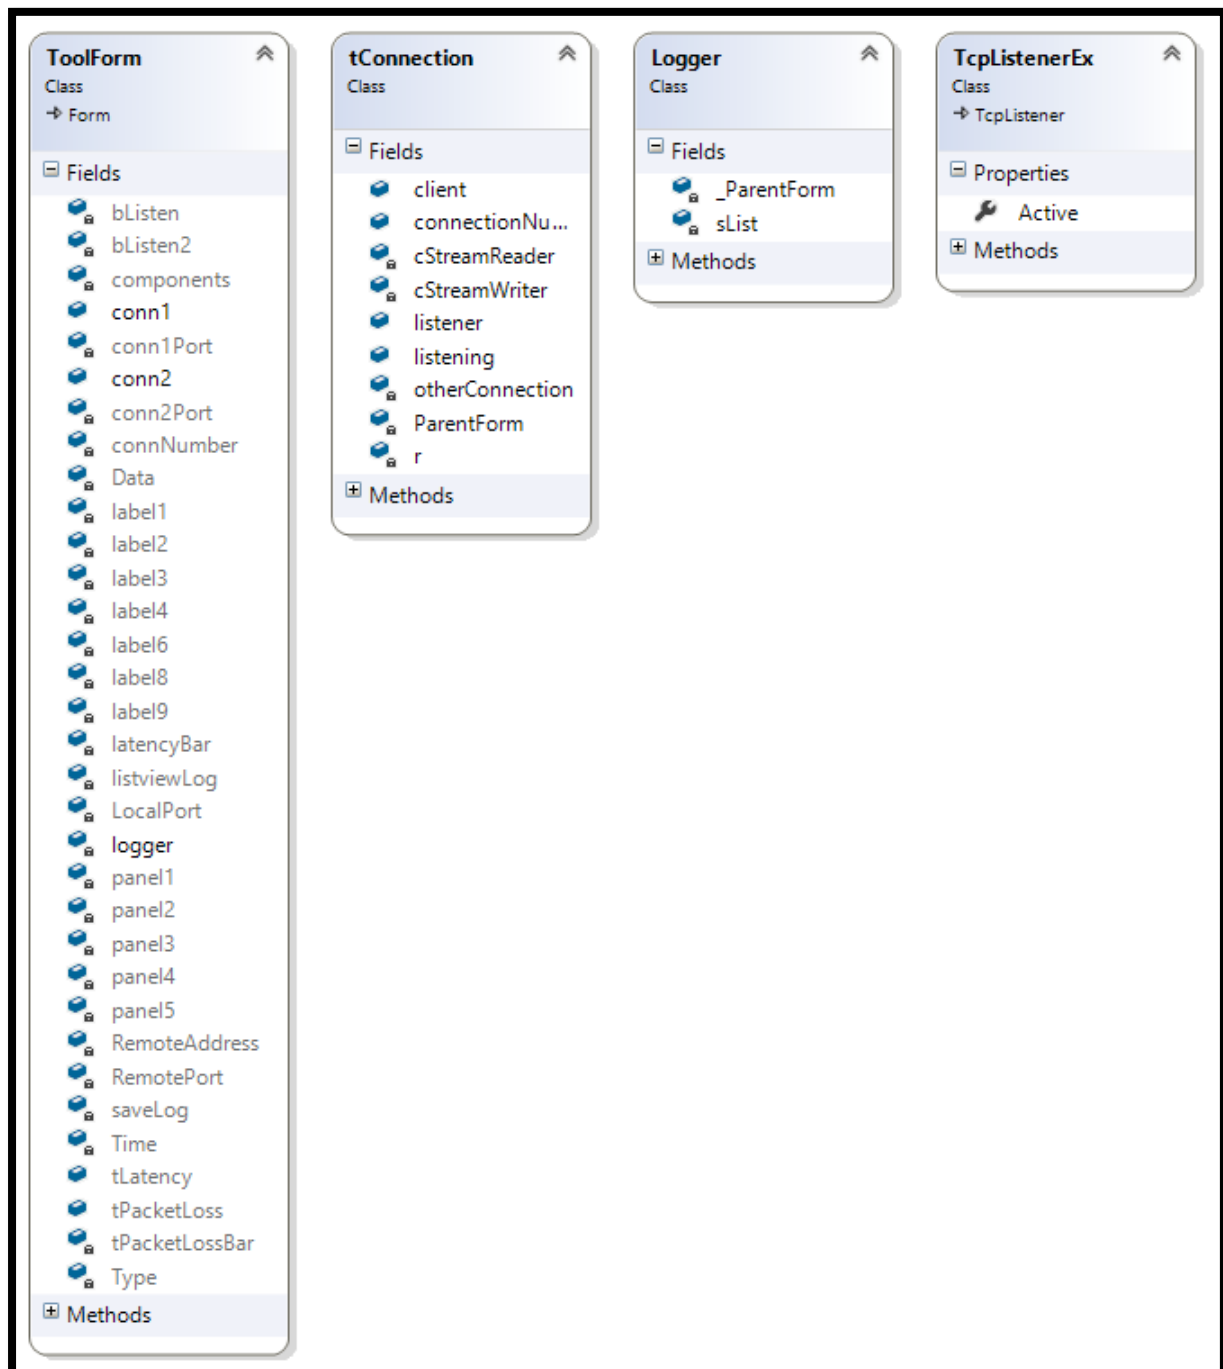 ToolForm
Class
Form
Fields
bListen
bListen2
components
conn1
conn1Port
conn2
conn2Port
connNumber
Data
label1
label2
label3
label4
label6
label8
label9
latencyBar
listviewLog
LocalPort
logger
panel1
panel2
panel3
panel4
panel5
RemoteAddress
RemotePort
saveLog
Time
tLatency
tPacketLoss
tPacketLossBar
Type
Methods
tConnection
Class
Fields
client
connectionNu...
cStreamReader
cStreamWriter
listener
listening
otherConnection
ParentForm
r
Methods
Logger
Class
Fields
_ParentForm
sList
Methods
TcpListenerEx
Class
TcpListener
Properties
Active
Methods